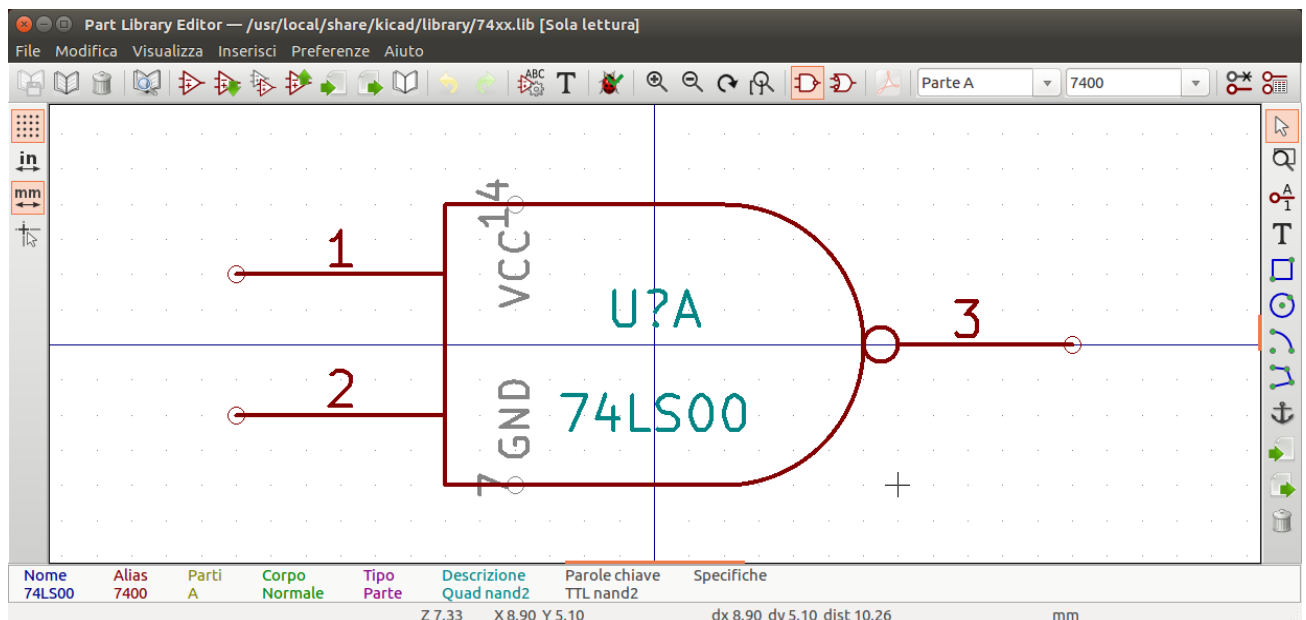 Part Library Editor — /usr/local/share/kicad/library/74xx.lib [Sola lettura]
File Modifica Visualizza Inserisci Preferenze Aiuto
ABC T Parte A 7400
in
mm
A
1
T
14
VCC
1
U?A
3
2
GND
74LS00
7
Nome Alias Parti Corpo Tipo Descrizione Parole chiave Specifiche
74LS00 7400 A Normale Parte Quad nand2 TTL nand2
Z 7.33 X 8.90 Y 5.10 dx 8.90 dy 5.10 dist 10.26 mm